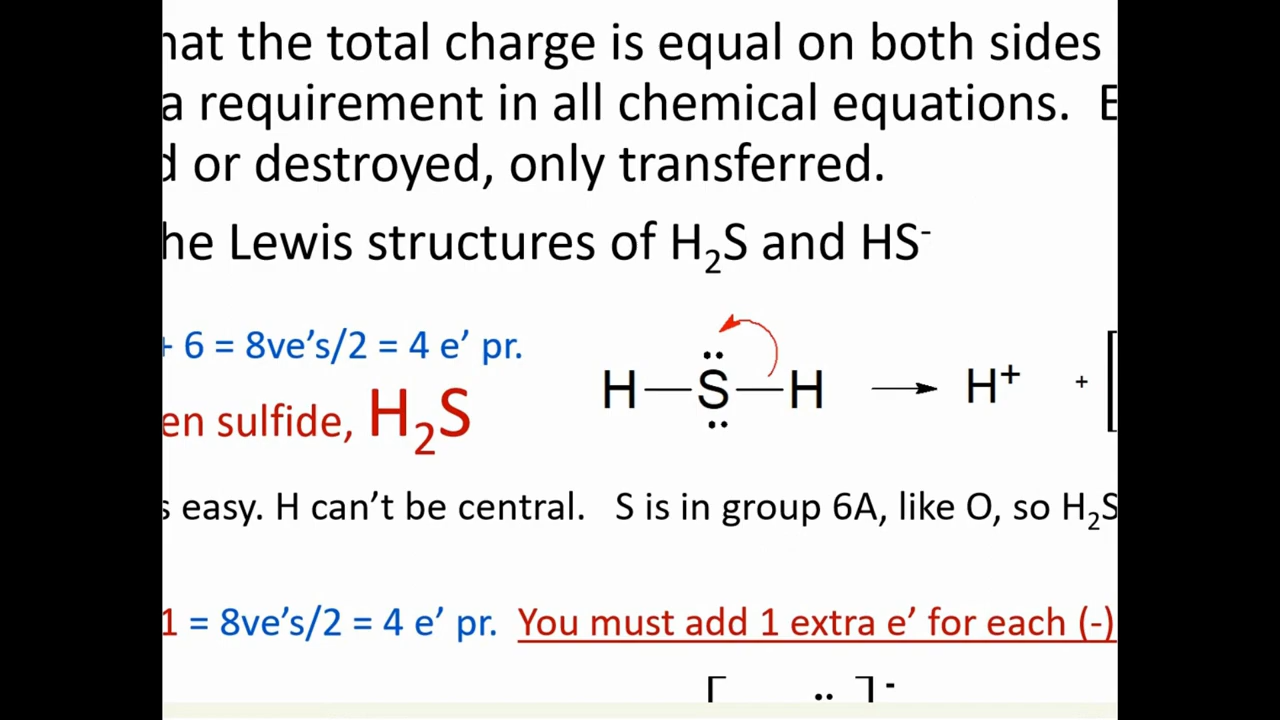 hat the total charge is equal on both sides
a requirement in all chemical equations. E
d or destroyed, only transferred.
he Lewis structures of H₂S and HS⁻
+ 6 = 8ve's/2 = 4 e' pr.
H—S—H → H⁺ + [
en sulfide, H₂S
s easy. H can't be central. S is in group 6A, like O, so H₂S
1 = 8ve's/2 = 4 e' pr. You must add 1 extra e' for each (-)
[ ]⁻